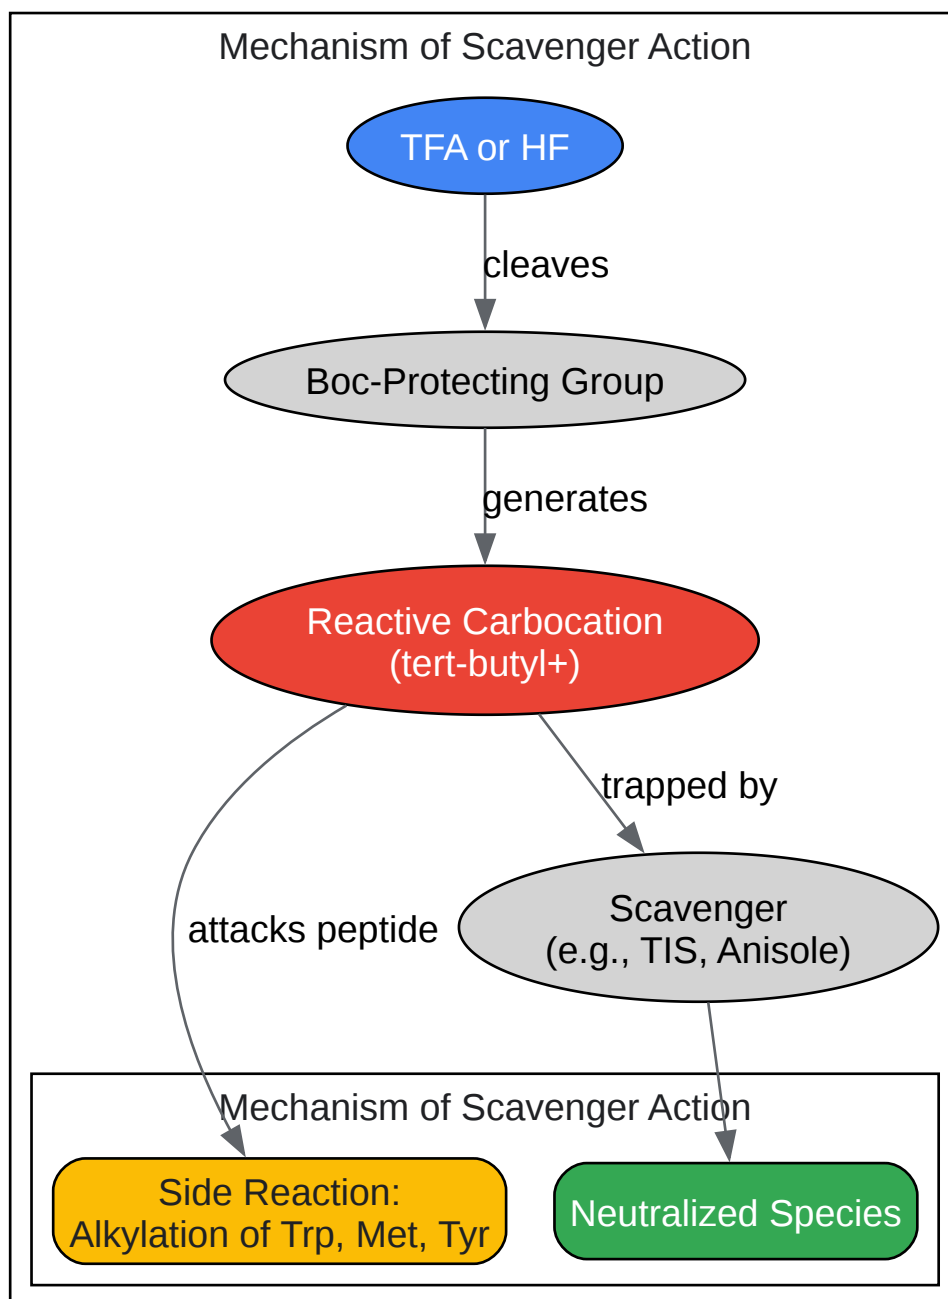 Mechanism of Scavenger Action
TFA or HF
cleaves
Boc-Protecting Group
generates
Reactive Carbocation
(tert-butyl+)
trapped by
attacks peptide
Scavenger
(e.g., TIS, Anisole)
Mechanism of Scavenger Action
Side Reaction:
Alkylation of Trp, Met, Tyr
Neutralized Species